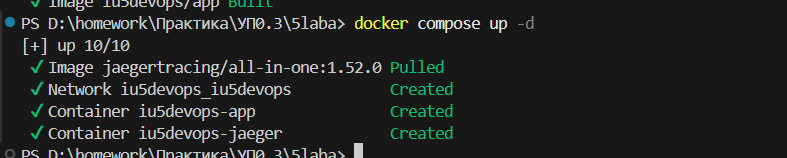 ✓ Image iu5devops/app Built
PS D:\homework\Практика\УП0.3\5laba> docker compose up -d
[+] up 10/10
✓ Image jaegertracing/all-in-one:1.52.0 Pulled
✓ Network iu5devops_iu5devops Created
✓ Container iu5devops-app Created
✓ Container iu5devops-jaeger Created
PS D:\homework\Практика\УП0.3\5laba>